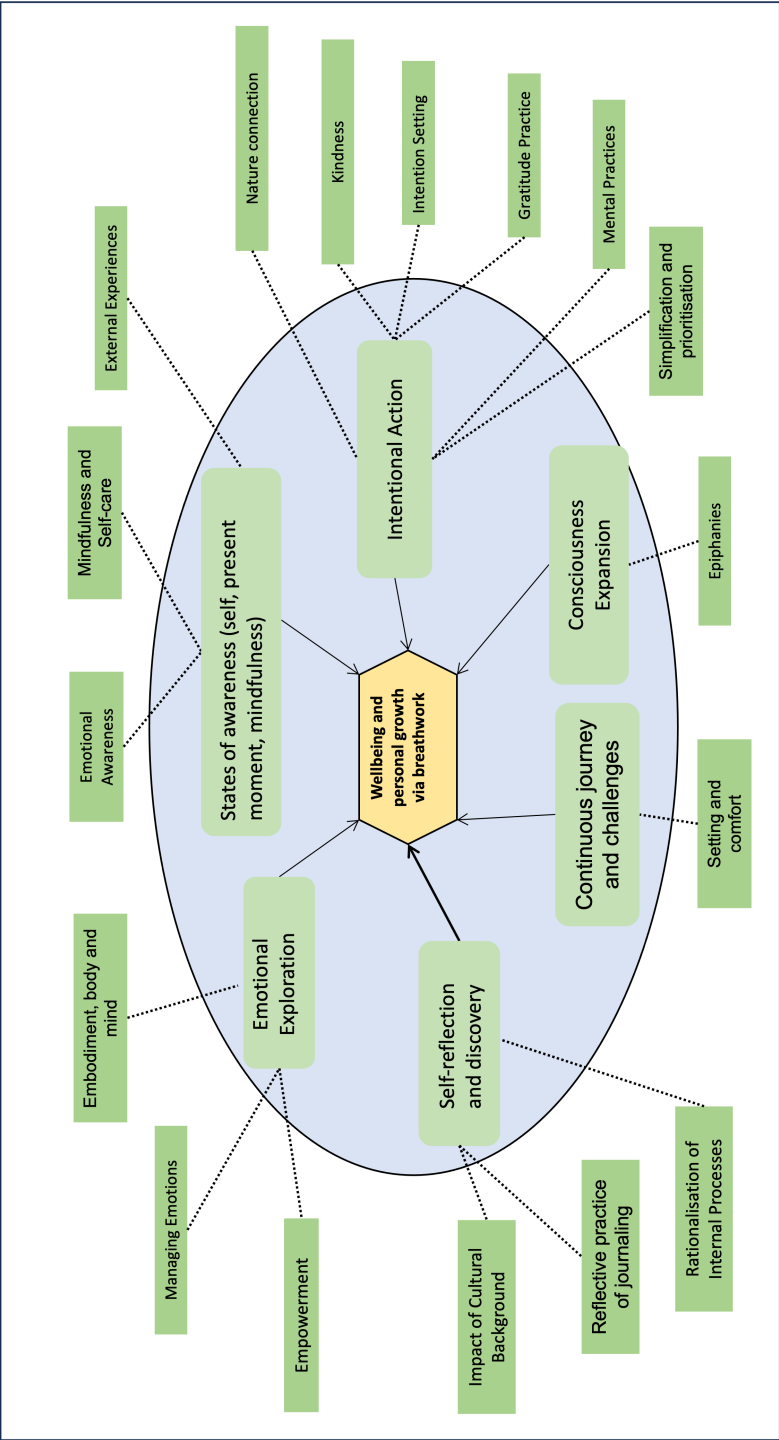 Managing Emotions
Embodiment, body and
mind
Emotional
Awareness
Mindfulness and
Self-care
External Experiences
Nature connection
Empowerment
Kindness
Emotional
Exploration
States of awareness (self, present
moment, mindfulness)
Intention Setting
Intentional Action
Gratitude Practice
Wellbeing and
personal growth
via breathwork
Impact of Cultural
Background
Self-reflection
and discovery
Mental Practices
Reflective practice
of journaling
Continuous journey
and challenges
Consciousness
Expansion
Simplification and
prioritisation
Rationalisation of
Internal Processes
Setting and
comfort
Epiphanies